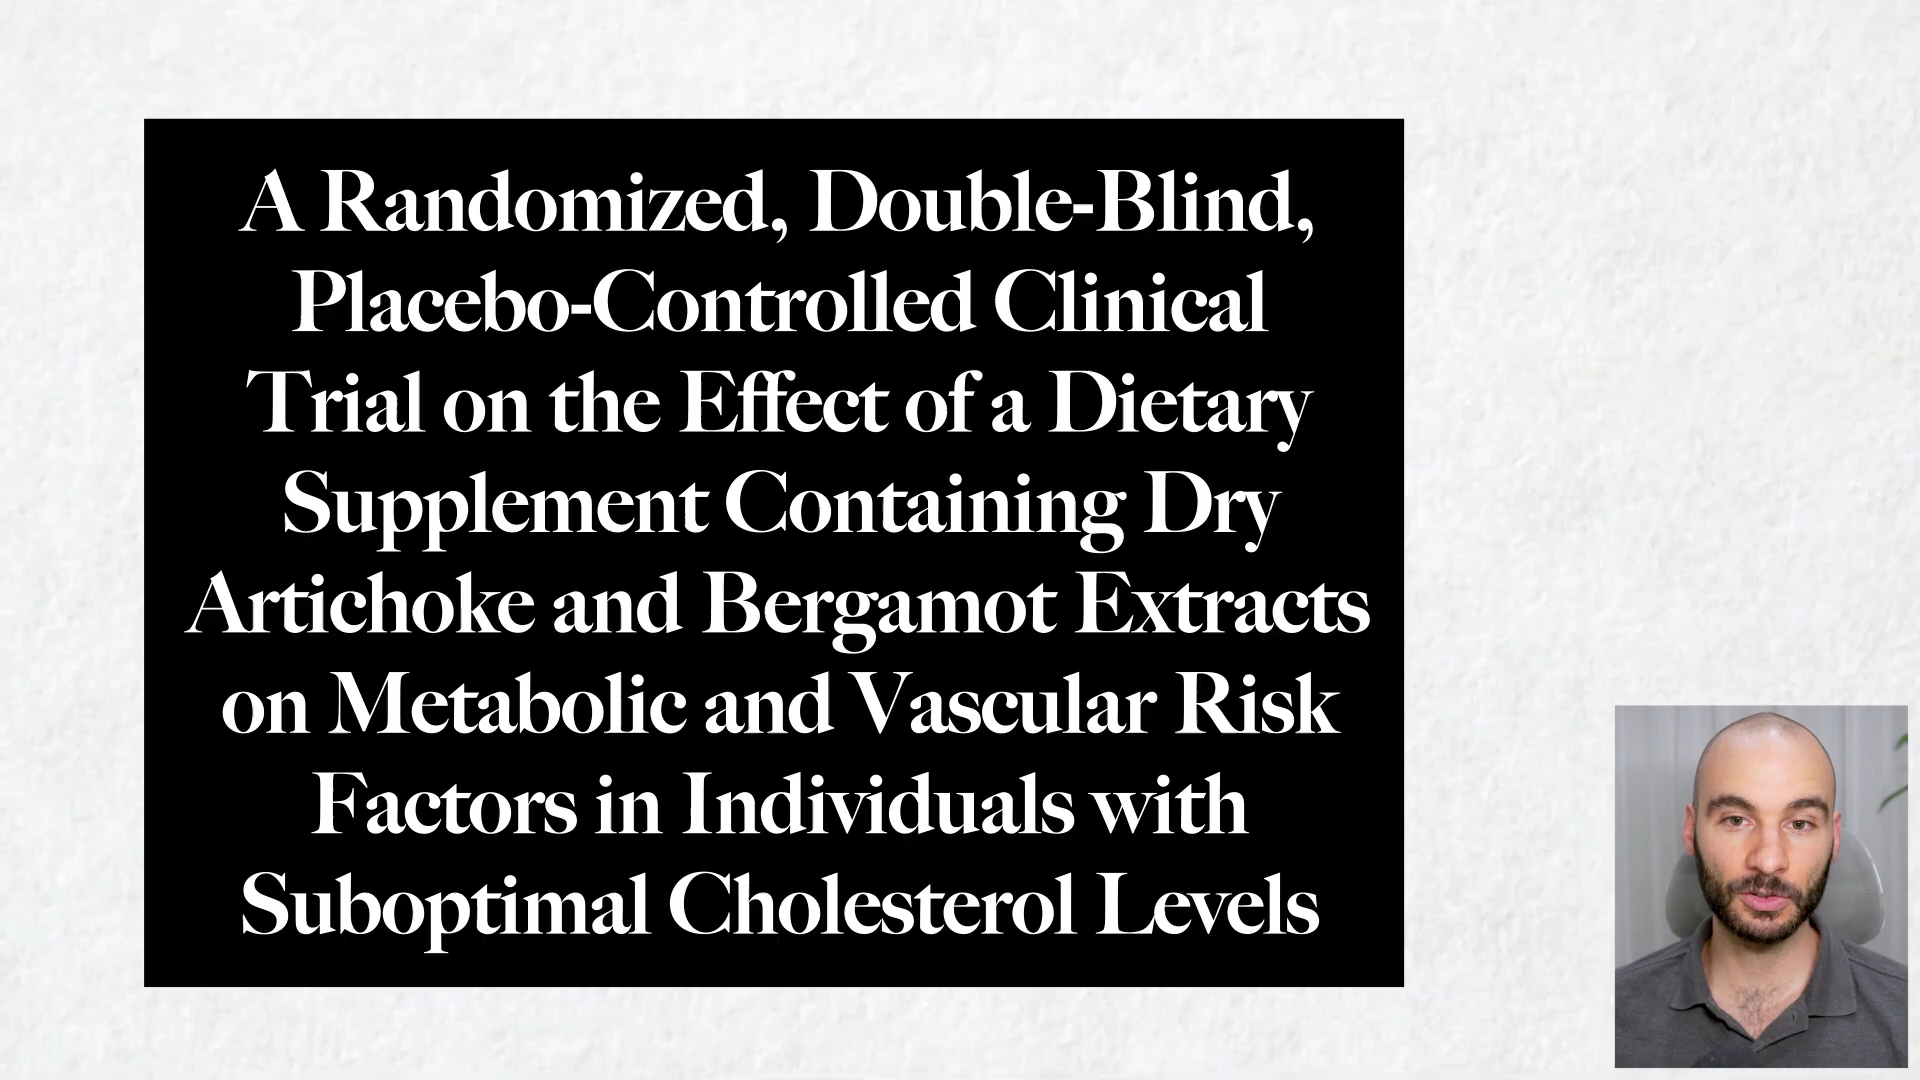 A Randomized, Double-Blind,
Placebo-Controlled Clinical
Trial on the Effect of a Dietary
Supplement Containing Dry
Artichoke and Bergamot Extracts
on Metabolic and Vascular Risk
Factors in Individuals with
Suboptimal Cholesterol Levels